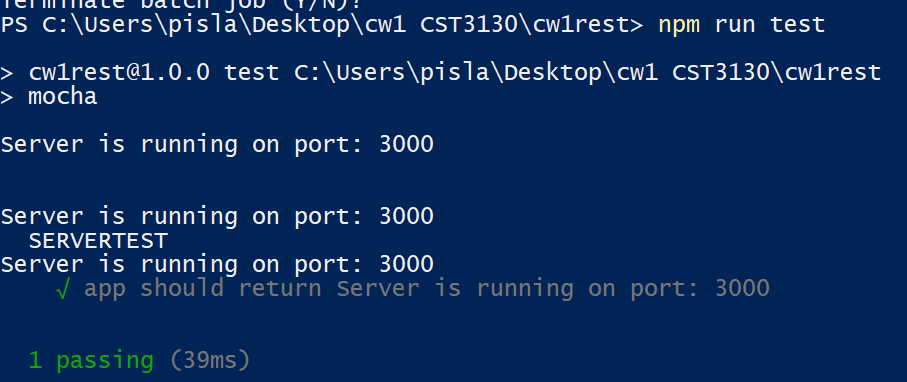 Terminate batch job (Y/N)?
PS C:\Users\pisla\Desktop\cw1 CST3130\cw1rest> npm run test
> cw1rest@1.0.0 test C:\Users\pisla\Desktop\cw1 CST3130\cw1rest
> mocha
Server is running on port: 3000
Server is running on port: 3000
SERVERTEST
Server is running on port: 3000
√ app should return Server is running on port: 3000
1 passing (39ms)